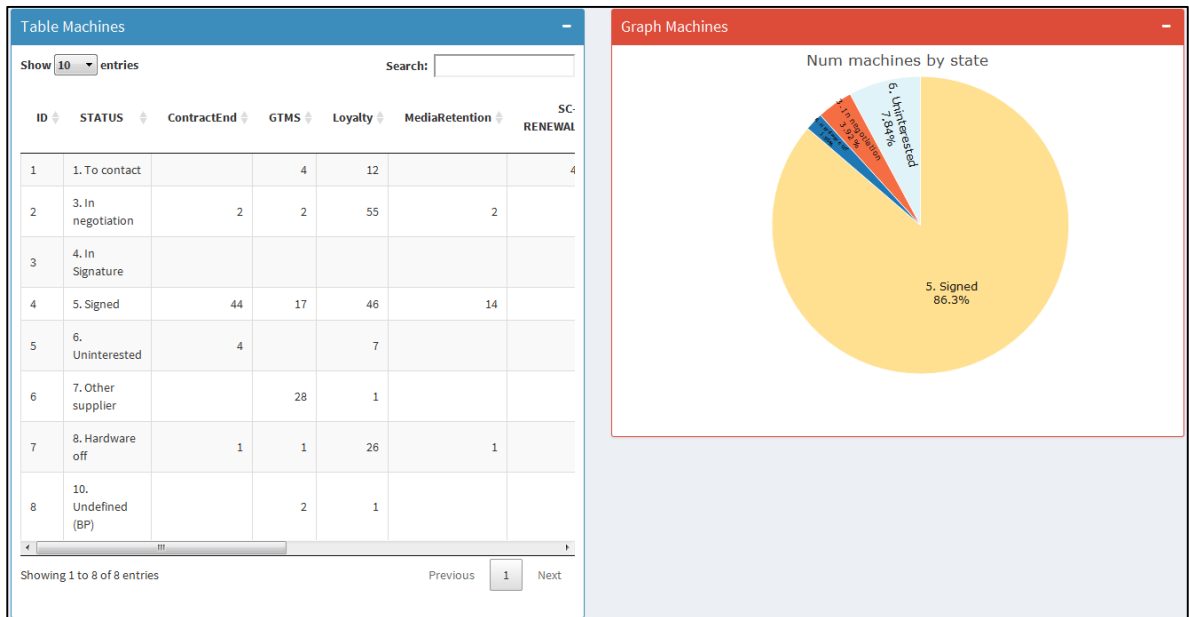 Table Machines
Show 10 entries
Search:
ID STATUS ContractEnd GTMS Loyalty MediaRetention SC-
RENEWAL
1 1. To contact 4 12 4
2 3. In
negotiation 2 2 55 2
3 4. In
Signature
4 5. Signed 44 17 46 14
5 6.
Uninterested 4 7
6 7. Other
supplier 28 1
7 8. Hardware
off 1 1 26 1
8 10.
Undefined
(BP) 2 1
Showing 1 to 8 of 8 entries
Previous 1 Next
Graph Machines
Num machines by state
6. Uninterested
7.84%
3. In negotiation
3.92%
5. Signed
86.3%